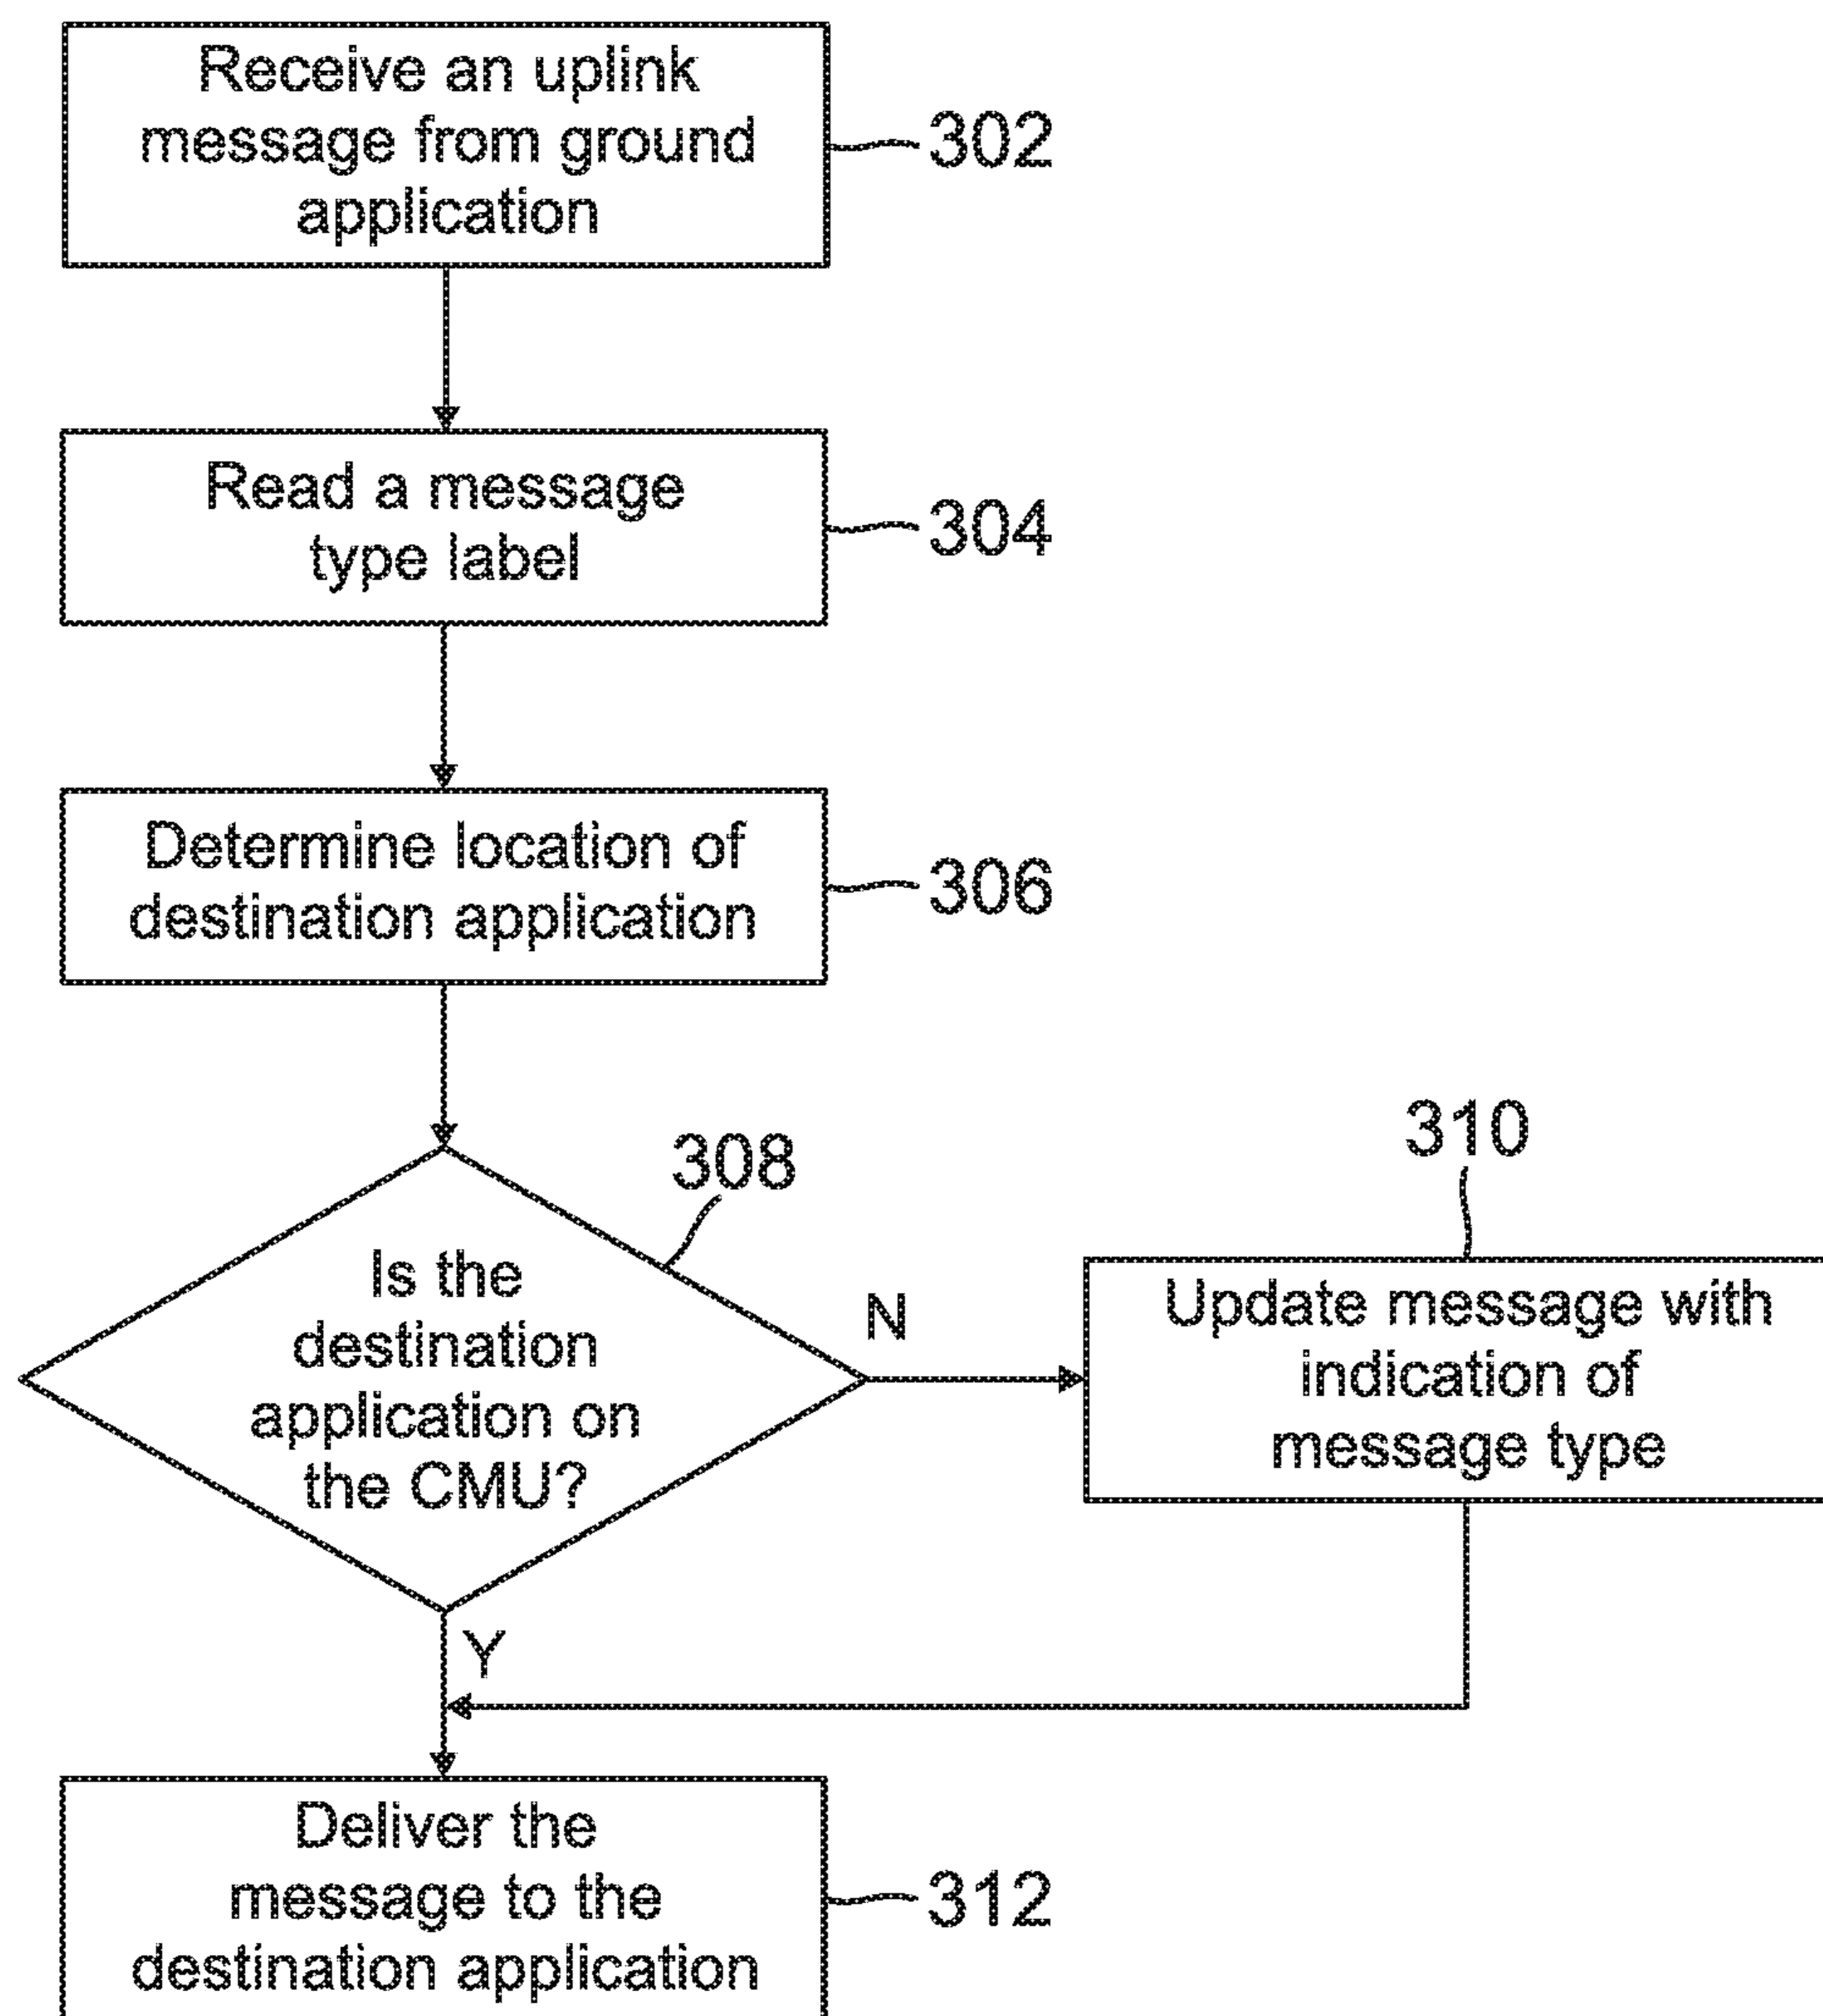 Receive an uplink
message from ground
application
302
Read a message
type label
304
Determine location of
destination application
306
308
Is the
destination
application on
the CMU?
N
310
Update message with
indication of
message type
Y
Deliver the
message to the
destination application
312